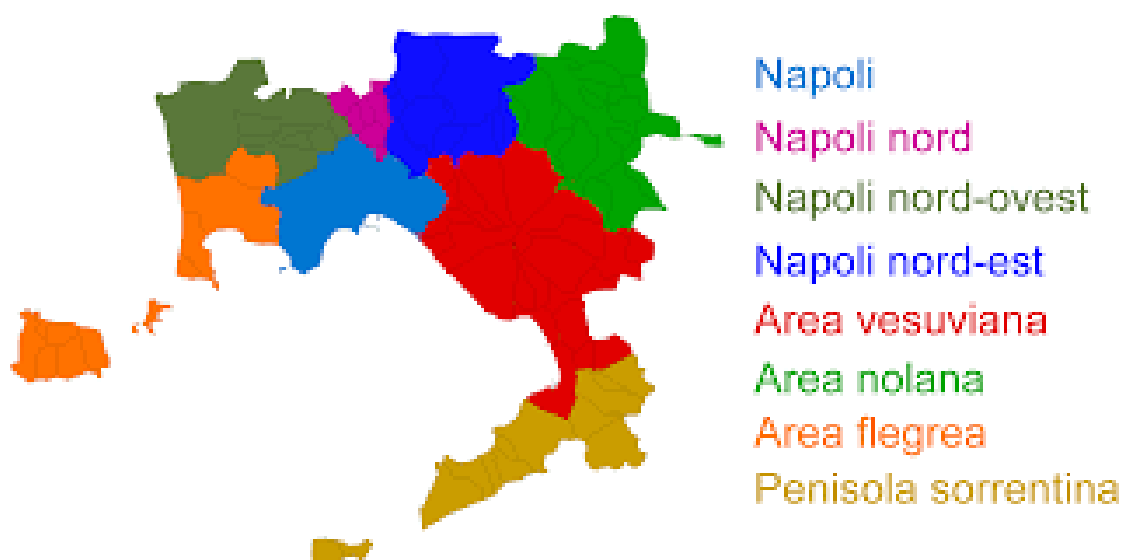 Napoli
Napoli nord
Napoli nord-ovest
Napoli nord-est
Area vesuviana
Area nolana
Area flegrea
Penisola sorrentina